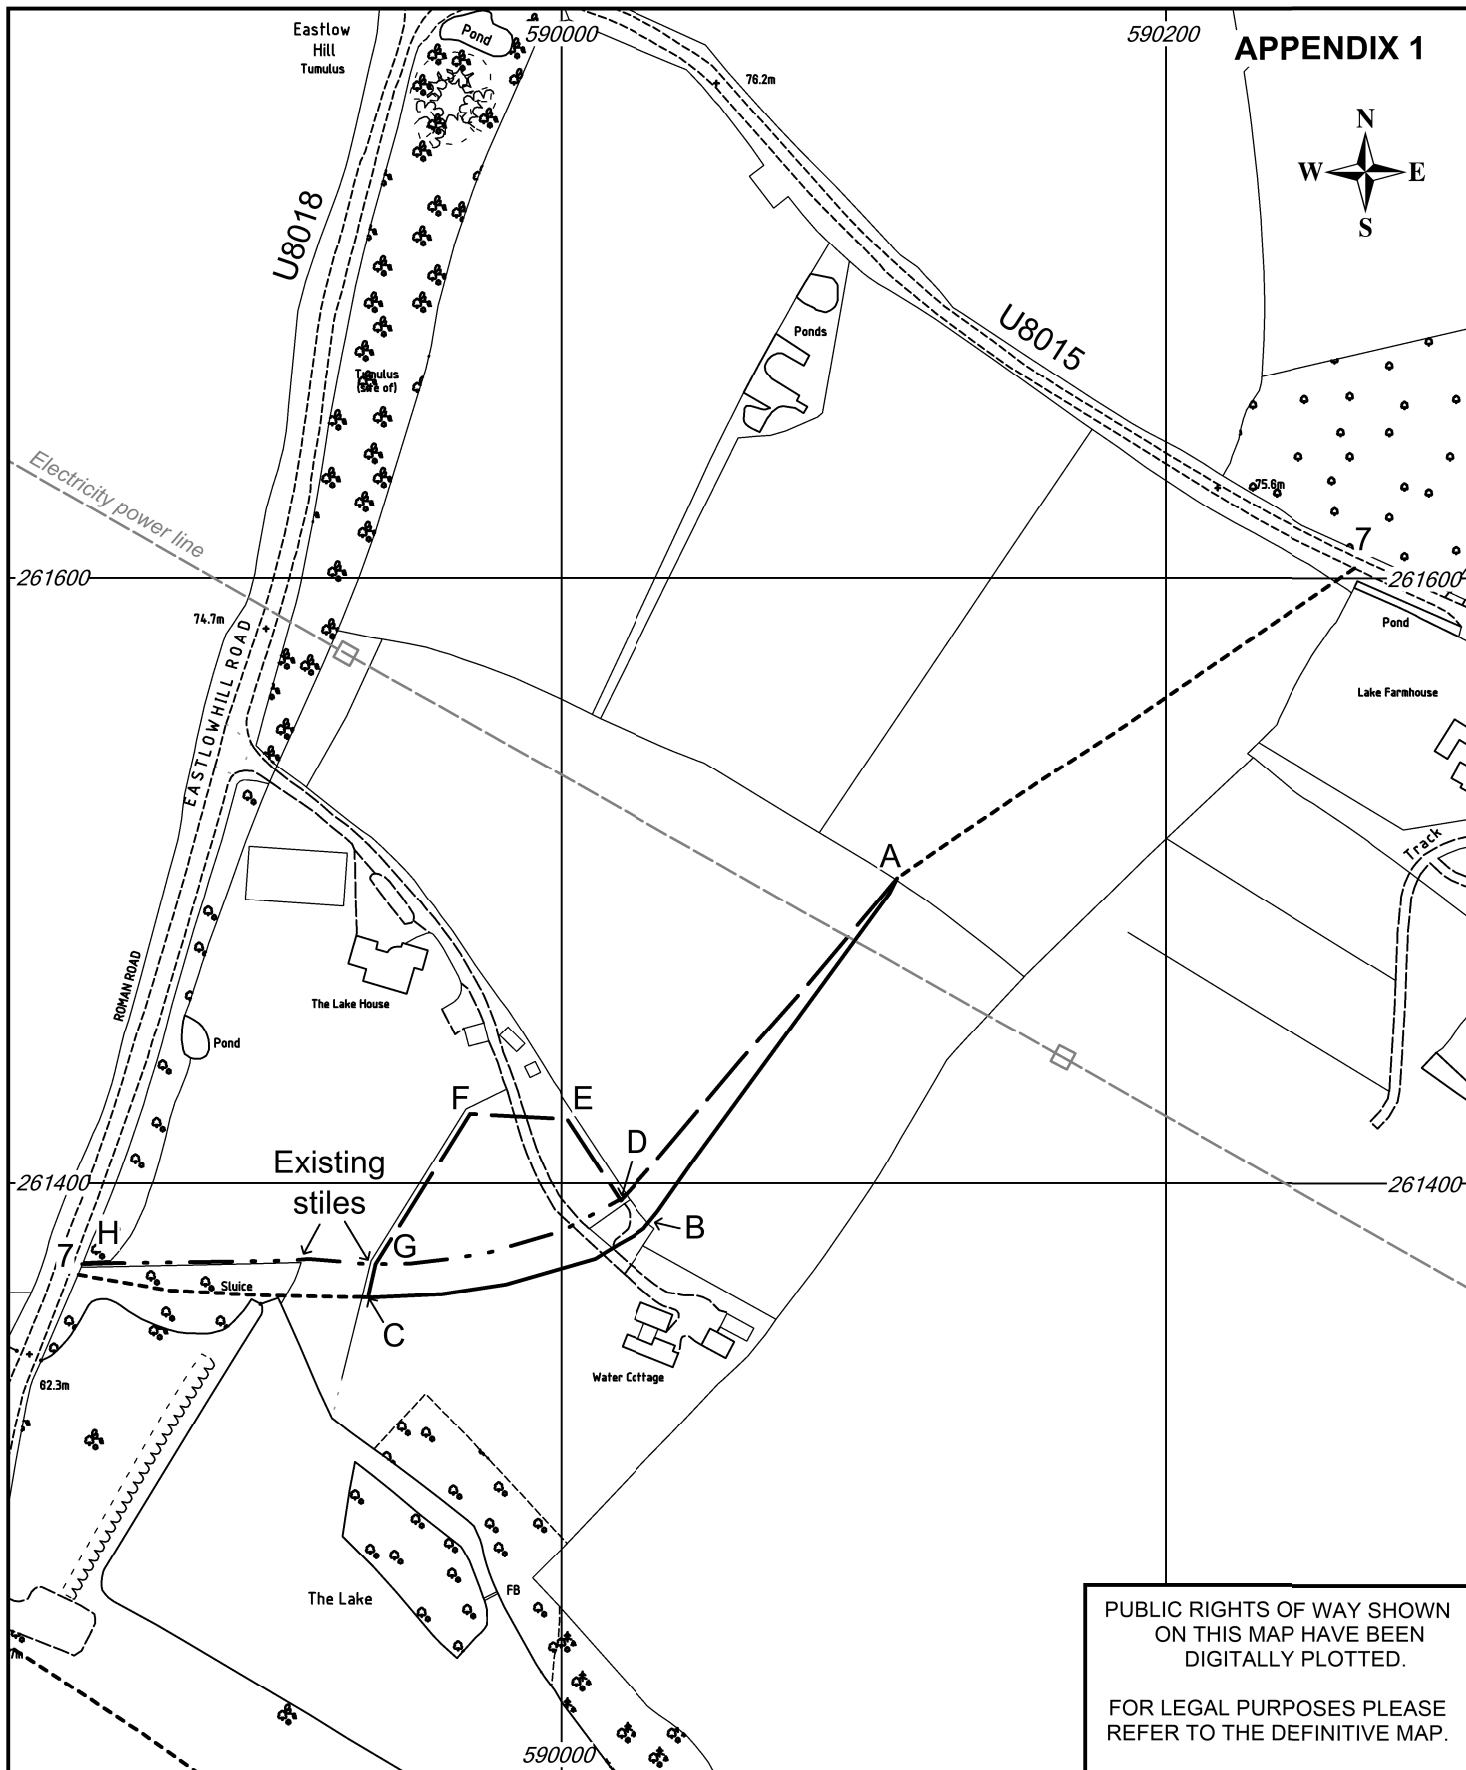 Eastlow
Hill
Tumulus
Pond
590000
590200
APPENDIX 1
76.2m
N
W E
S
U8018
Ponds
U8015
Tumulus
(site of)
Electricity power line
75.6m
7
261600
261600
74.7m
Pond
EASTLOWHILL ROAD
Lake Farmhouse
Track
A
ROMAN ROAD
The Lake House
Pond
F
E
D
Existing
stiles
261400
261400
B
H
7
G
Sluice
C
62.3m
Water Cottage
The Lake
FB
7m
590000
PUBLIC RIGHTS OF WAY SHOWN
ON THIS MAP HAVE BEEN
DIGITALLY PLOTTED.
FOR LEGAL PURPOSES PLEASE
REFER TO THE DEFINITIVE MAP.